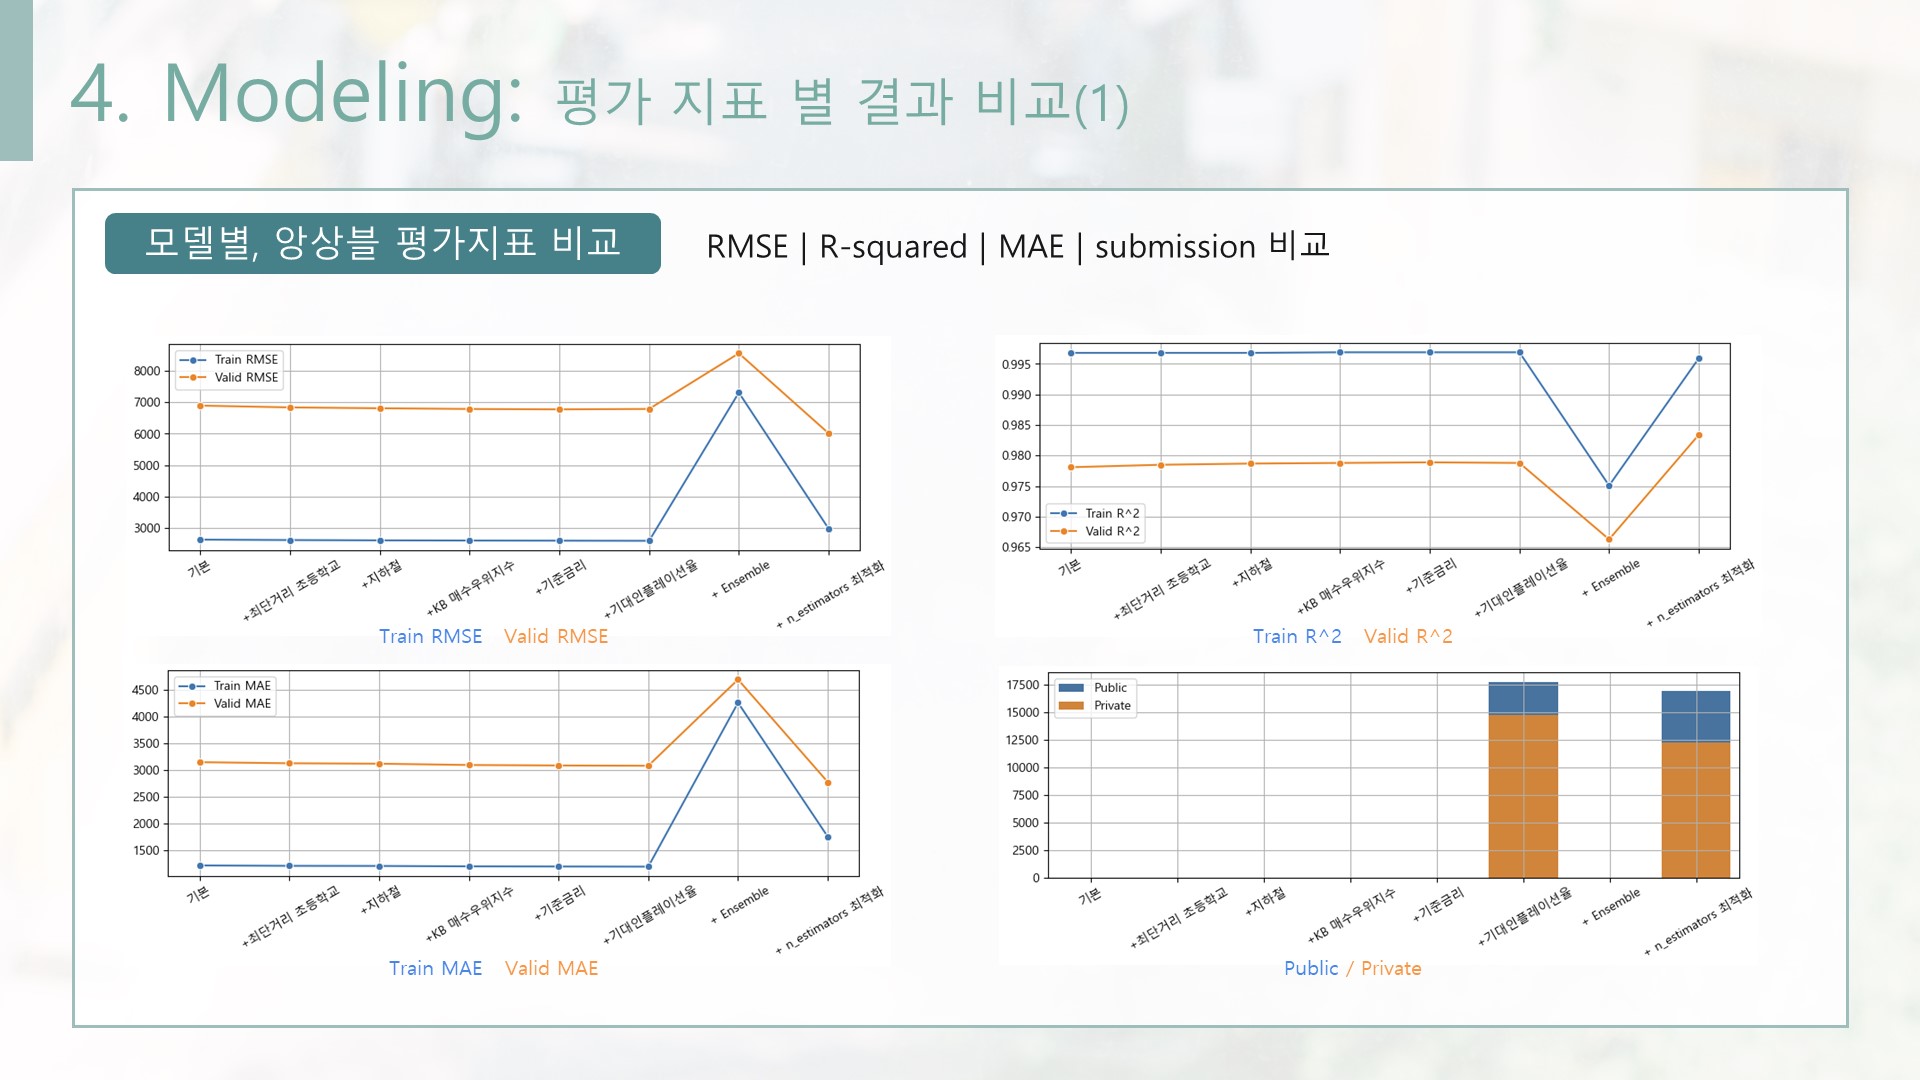 4. Modeling: 평가 지표 별 결과 비교(1)
모델별, 앙상블 평가지표 비교
RMSE | R-squared | MAE | submission 비교
Train RMSE
Valid RMSE
8000
7000
6000
5000
4000
3000
기본
+최단거리 초등학교
+지하철
+KB 매수우위지수
+기준금리
+기대인플레이션율
+ Ensemble
+ n_estimators 최적화
Train RMSE Valid RMSE
Train R^2
Valid R^2
0.995
0.990
0.985
0.980
0.975
0.970
0.965
기본
+최단거리 초등학교
+지하철
+KB 매수우위지수
+기준금리
+기대인플레이션율
+ Ensemble
+ n_estimators 최적화
Train R^2 Valid R^2
Train MAE
Valid MAE
4500
4000
3500
3000
2500
2000
1500
기본
+최단거리 초등학교
+지하철
+KB 매수우위지수
+기준금리
+기대인플레이션율
+ Ensemble
+ n_estimators 최적화
Train MAE Valid MAE
Public
Private
17500
15000
12500
10000
7500
5000
2500
0
기본
+최단거리 초등학교
+지하철
+KB 매수우위지수
+기준금리
+기대인플레이션율
+ Ensemble
+ n_estimators 최적화
Public / Private